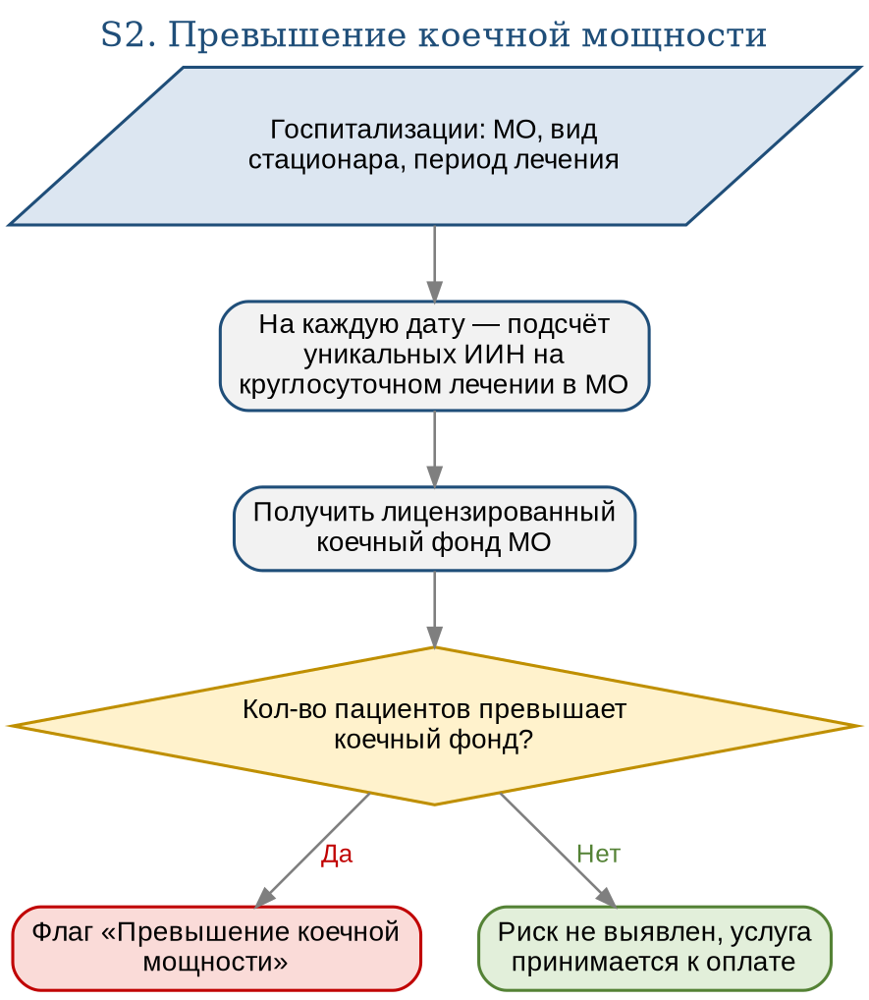 S2. Превышение коечной мощности
Госпитализации: МО, вид
стационара, период лечения
На каждую дату — подсчёт
уникальных ИИН на
круглосуточном лечении в МО
Получить лицензированный
коечный фонд МО
Кол-во пациентов превышает
коечный фонд?
Да
Нет
Флаг «Превышение коечной
мощности»
Риск не выявлен, услуга
принимается к оплате